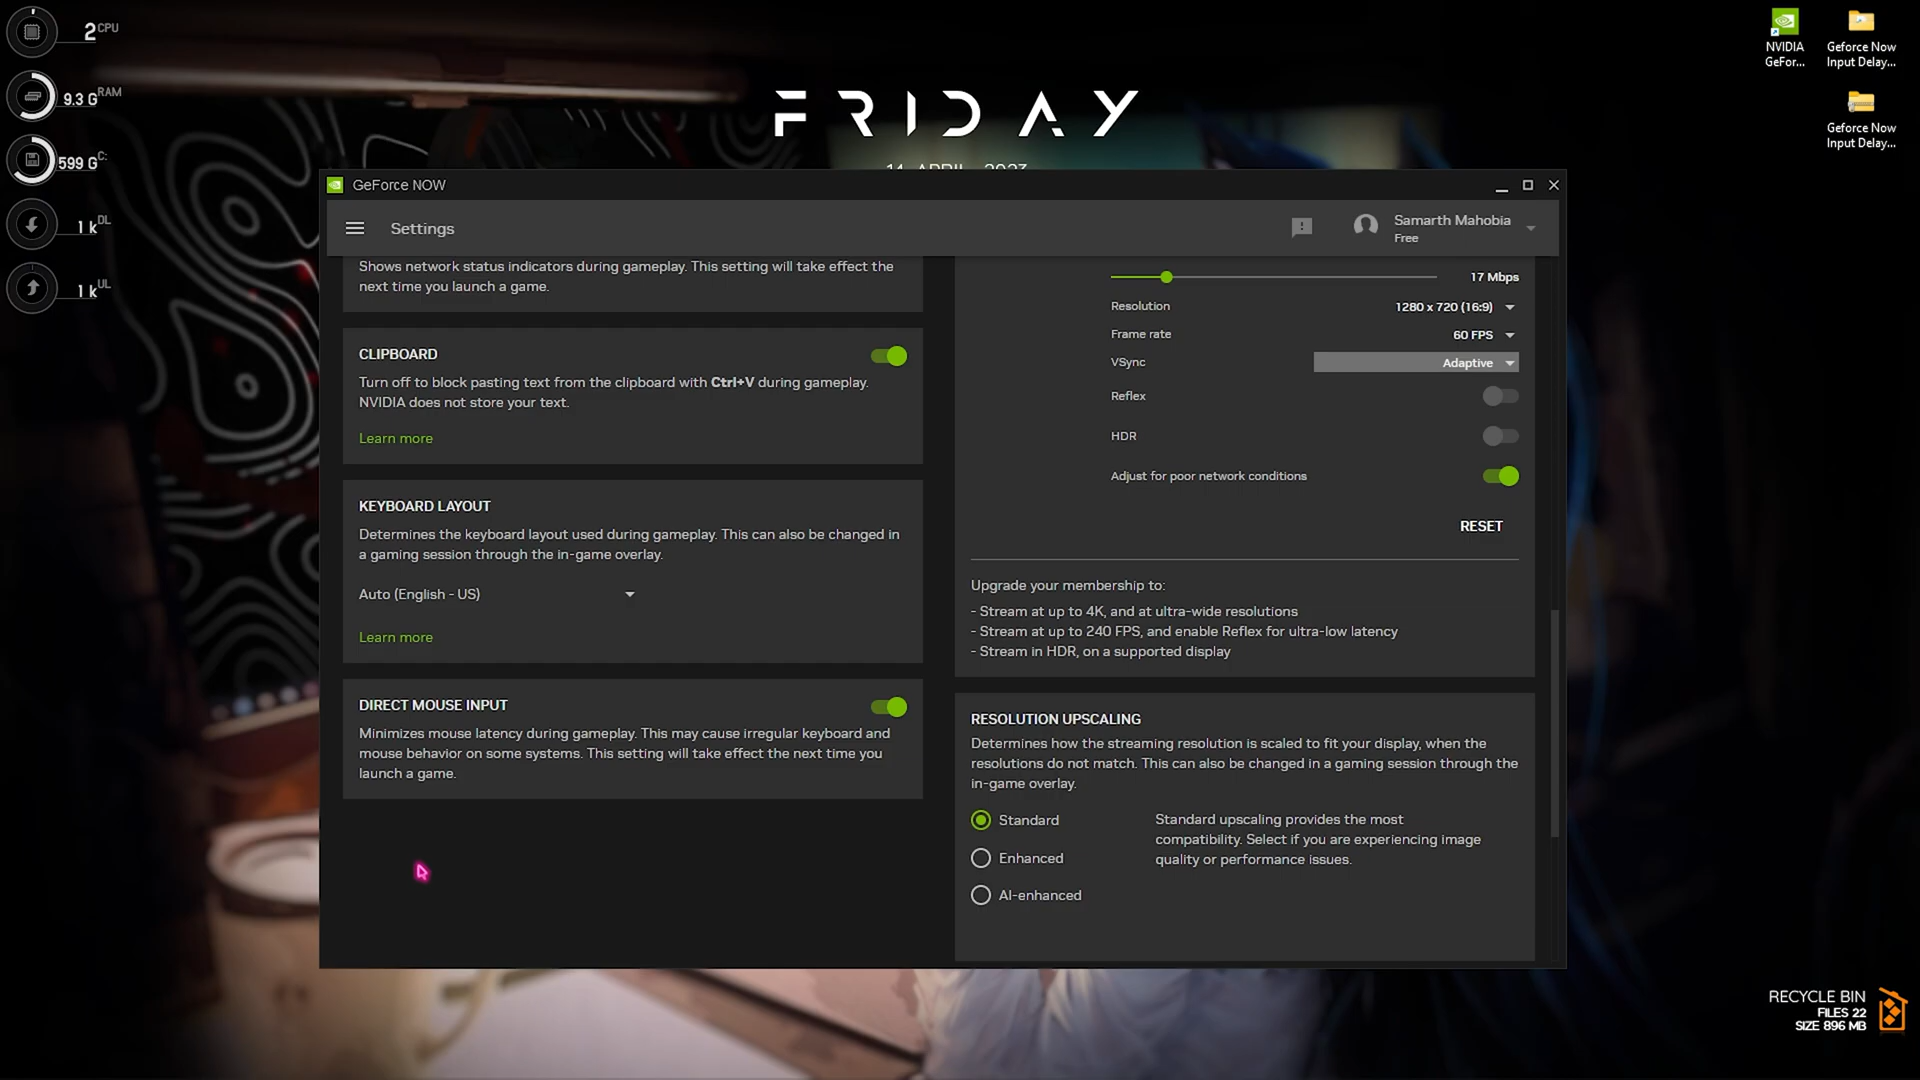 2 CPU
9.3 G RAM
599 G C:
1 k DL
1 k UL
FRIDAY
NVIDIA
GeFor...
Geforce Now
Input Delay...
Geforce Now
Input Delay...
GeForce NOW
Settings
Samarth Mahobia
Free
Shows network status indicators during gameplay. This setting will take effect the
next time you launch a game.
CLIPBOARD
Turn off to block pasting text from the clipboard with Ctrl+V during gameplay.
NVIDIA does not store your text.
Learn more
KEYBOARD LAYOUT
Determines the keyboard layout used during gameplay. This can also be changed in
a gaming session through the in-game overlay.
Auto (English - US)
Learn more
DIRECT MOUSE INPUT
Minimizes mouse latency during gameplay. This may cause irregular keyboard and
mouse behavior on some systems. This setting will take effect the next time you
launch a game.
17 Mbps
Resolution 1280 x 720 (16:9)
Frame rate 60 FPS
VSync Adaptive
Reflex
HDR
Adjust for poor network conditions
RESET
Upgrade your membership to:
- Stream at up to 4K, and at ultra-wide resolutions
- Stream at up to 240 FPS, and enable Reflex for ultra-low latency
- Stream in HDR, on a supported display
RESOLUTION UPSCALING
Determines how the streaming resolution is scaled to fit your display, when the
resolutions do not match. This can also be changed in a gaming session through the
in-game overlay.
Standard
Enhanced
AI-enhanced
Standard upscaling provides the most
compatibility. Select if you are experiencing image
quality or performance issues.
RECYCLE BIN
FILES 22
SIZE 896 MB